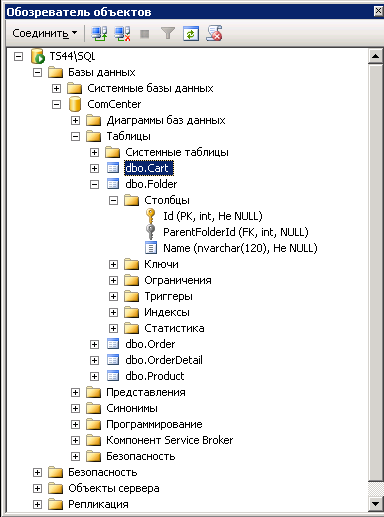 Обозреватель объектов
Соединить
TS44\SQL
Базы данных
Системные базы данных
ComCenter
Диаграммы баз данных
Таблицы
Системные таблицы
dbo.Cart
dbo.Folder
Столбцы
Id (PK, int, Не NULL)
ParentFolderId (FK, int, NULL)
Name (nvarchar(120), Не NULL)
Ключи
Ограничения
Триггеры
Индексы
Статистика
dbo.Order
dbo.OrderDetail
dbo.Product
Представления
Синонимы
Программирование
Компонент Service Broker
Безопасность
Безопасность
Объекты сервера
Репликация